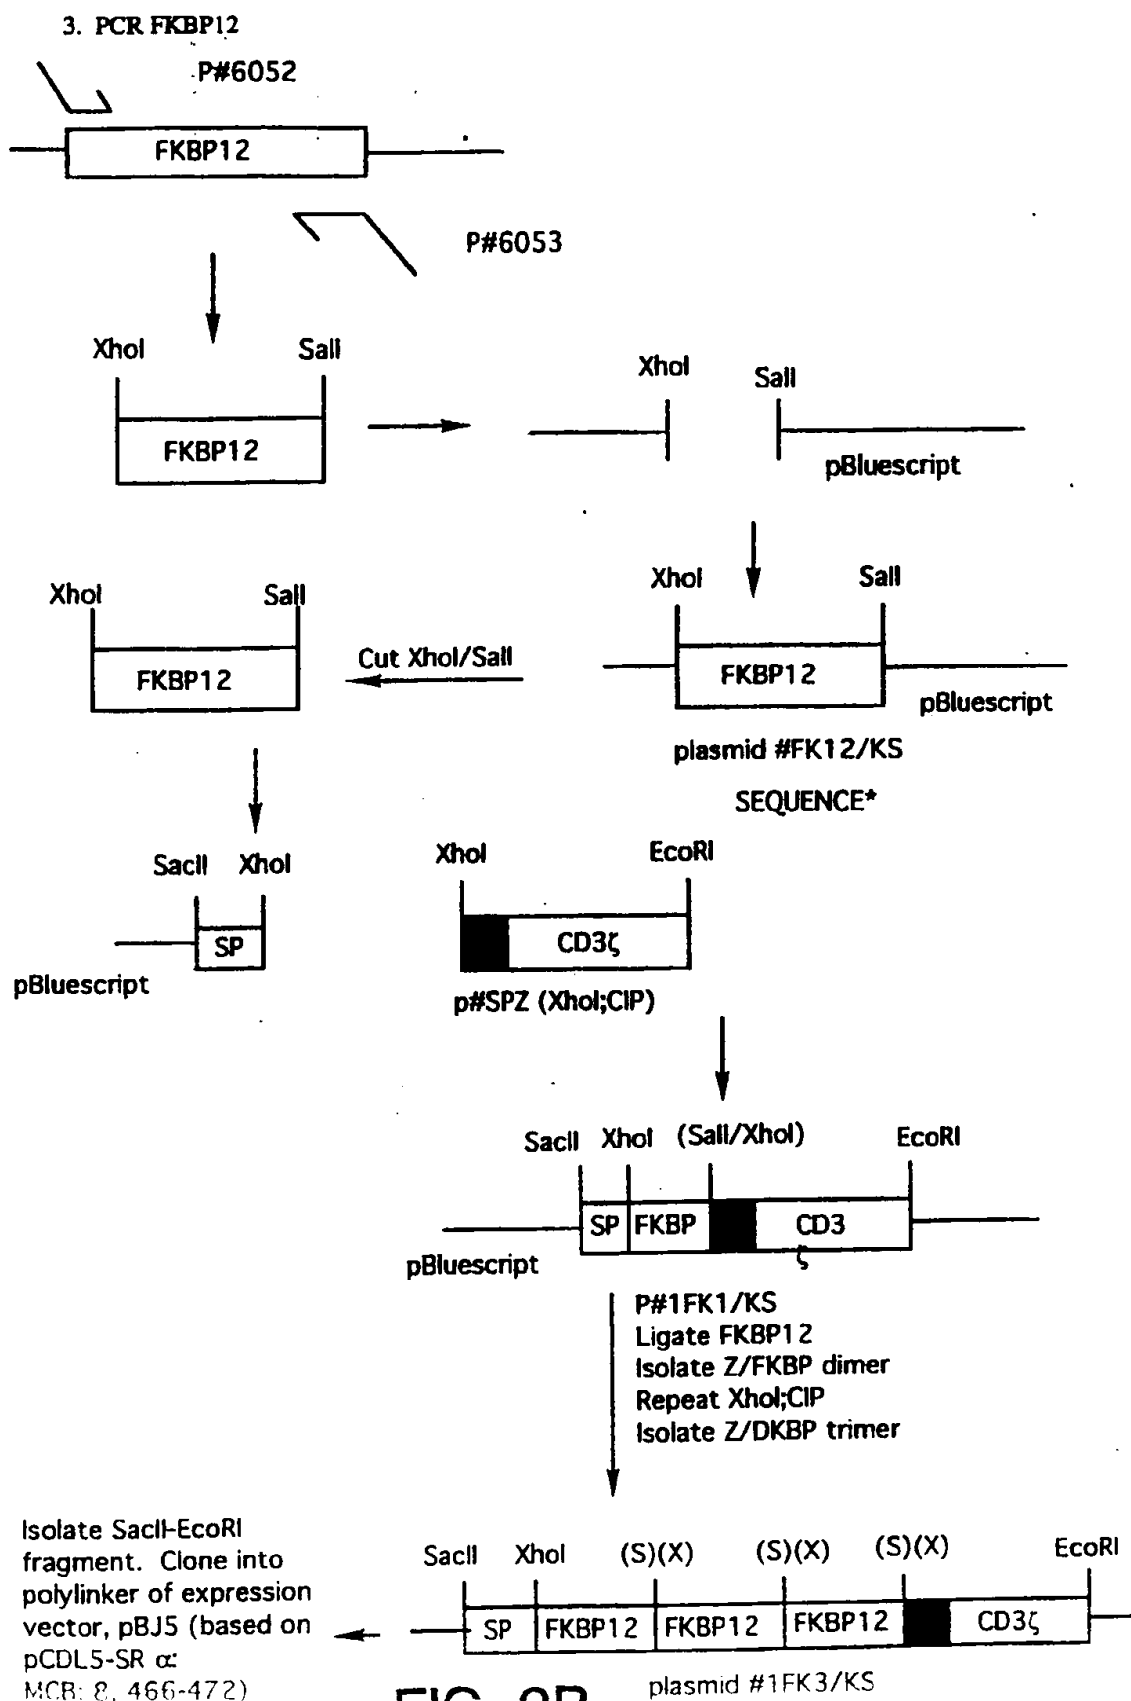 3. PCR FKBP12
P#6052
FKBP12
P#6053
XhoI SalI
FKBP12
XhoI SalI
pBluescript
XhoI SalI
FKBP12
Cut XhoI/SalI
XhoI SalI
FKBP12
pBluescript
plasmid #FK12/KS
SEQUENCE*
SacII XhoI
SP
pBluescript
XhoI EcoRI
CD3ζ
p#SPZ (XhoI;CIP)
SacII XhoI (SalI/XhoI) EcoRI
SP FKBP CD3
ζ
pBluescript
P#1FK1/KS
Ligate FKBP12
Isolate Z/FKBP dimer
Repeat XhoI;CIP
Isolate Z/DKBP trimer
Isolate SacII-EcoRI
fragment. Clone into
polylinker of expression
vector, pBJ5 (based on
pCDL5-SR α:
MCB: 8, 466-472)
SacII XhoI (S)(X) (S)(X) (S)(X) EcoRI
SP FKBP12 FKBP12 FKBP12 CD3ζ
plasmid #1FK3/KS